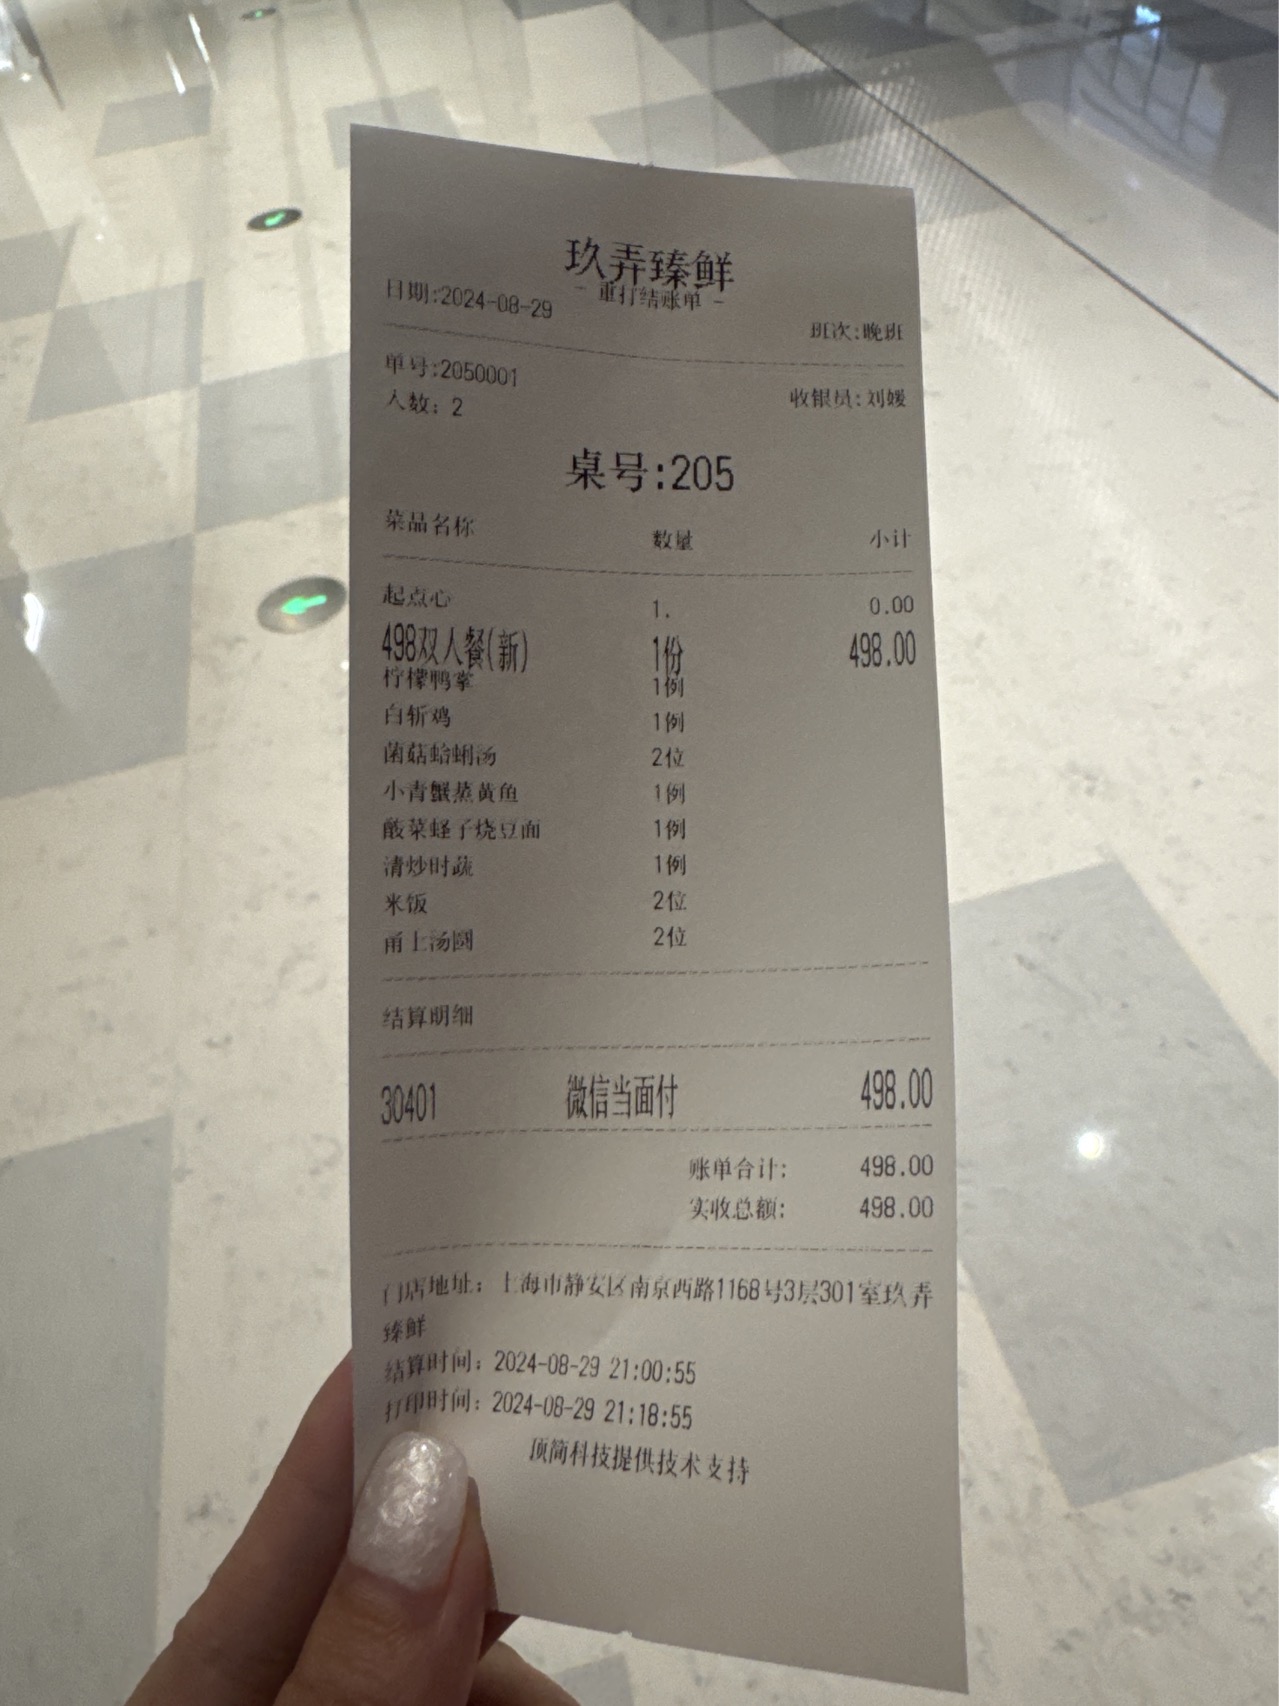 玖弄臻鲜
- 重打结账单 -
日期:2024-08-29
班次:晚班
单号:2050001
收银员:刘媛
人数: 2
桌号:205
菜品名称 数量 小计
起点心 1. 0.00
498双人餐(新) 1份 498.00
柠檬鸭掌 1例
白斩鸡 1例
菌菇蛤蜊汤 2位
小青蟹蒸黄鱼 1例
酸菜蛏子烧豆面 1例
清炒时蔬 1例
米饭 2位
甬上汤圆 2位
结算明细
30401 微信当面付 498.00
账单合计: 498.00
实收总额: 498.00
门店地址: 上海市静安区南京西路1168号3层301室玖弄
臻鲜
结算时间: 2024-08-29 21:00:55
打印时间: 2024-08-29 21:18:55
顶简科技提供技术支持